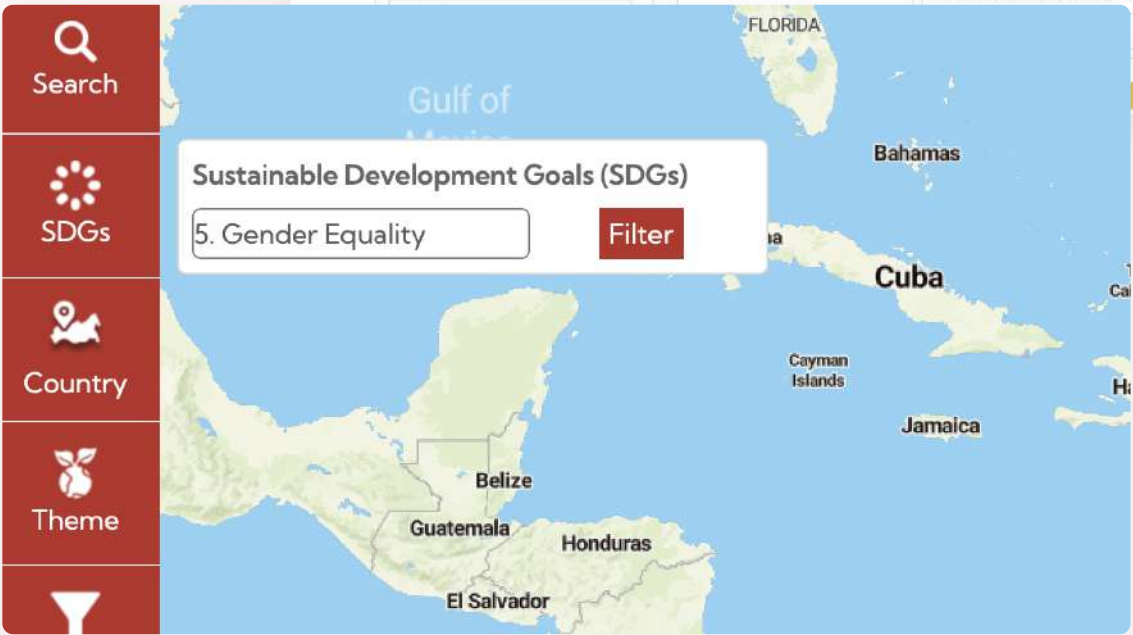 Search
SDGs
Country
Theme
FLORIDA
Gulf of
Bahamas
Sustainable Development Goals (SDGs)
5. Gender Equality
Filter
Cuba
Cayman
Islands
Jamaica
Belize
Guatemala
Honduras
El Salvador